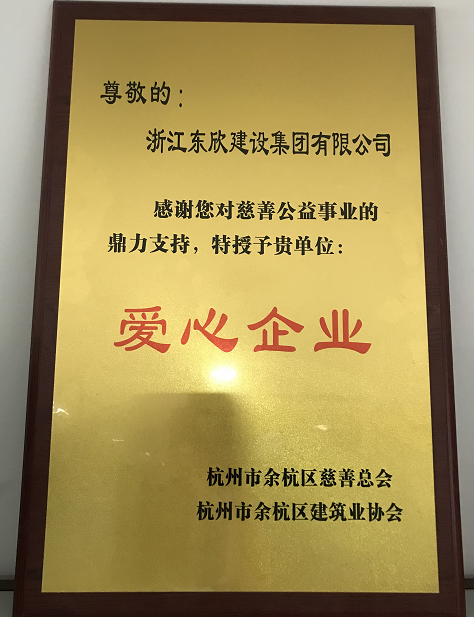 尊敬的：
浙江东欣建设集团有限公司
感谢您对慈善公益事业的
鼎力支持，特授予贵单位：
爱心企业
杭州市余杭区慈善总会
杭州市余杭区建筑业协会